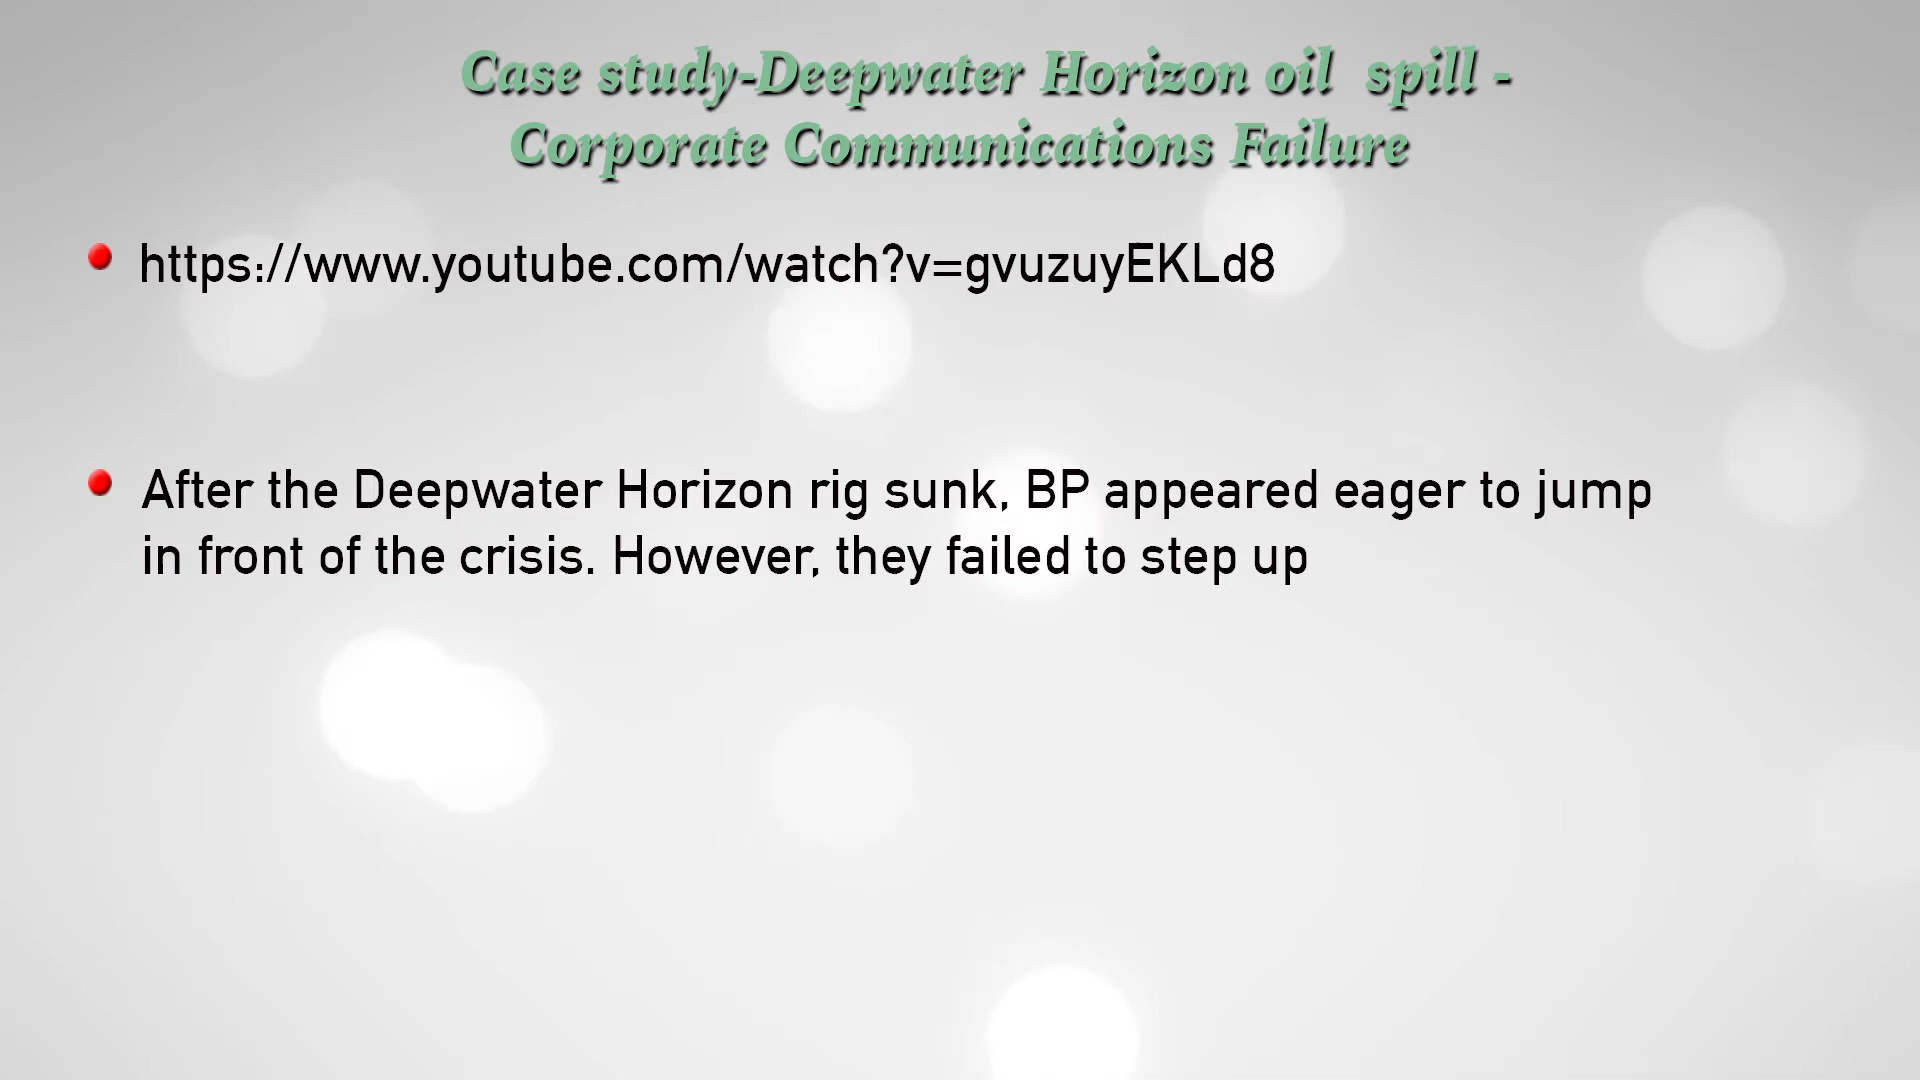 Case study-Deepwater Horizon oil  spill -
Corporate Communications Failure
https://www.youtube.com/watch?v=gvuzuyEKLd8
After the Deepwater Horizon rig sunk, BP appeared eager to jump
in front of the crisis. However, they failed to step up